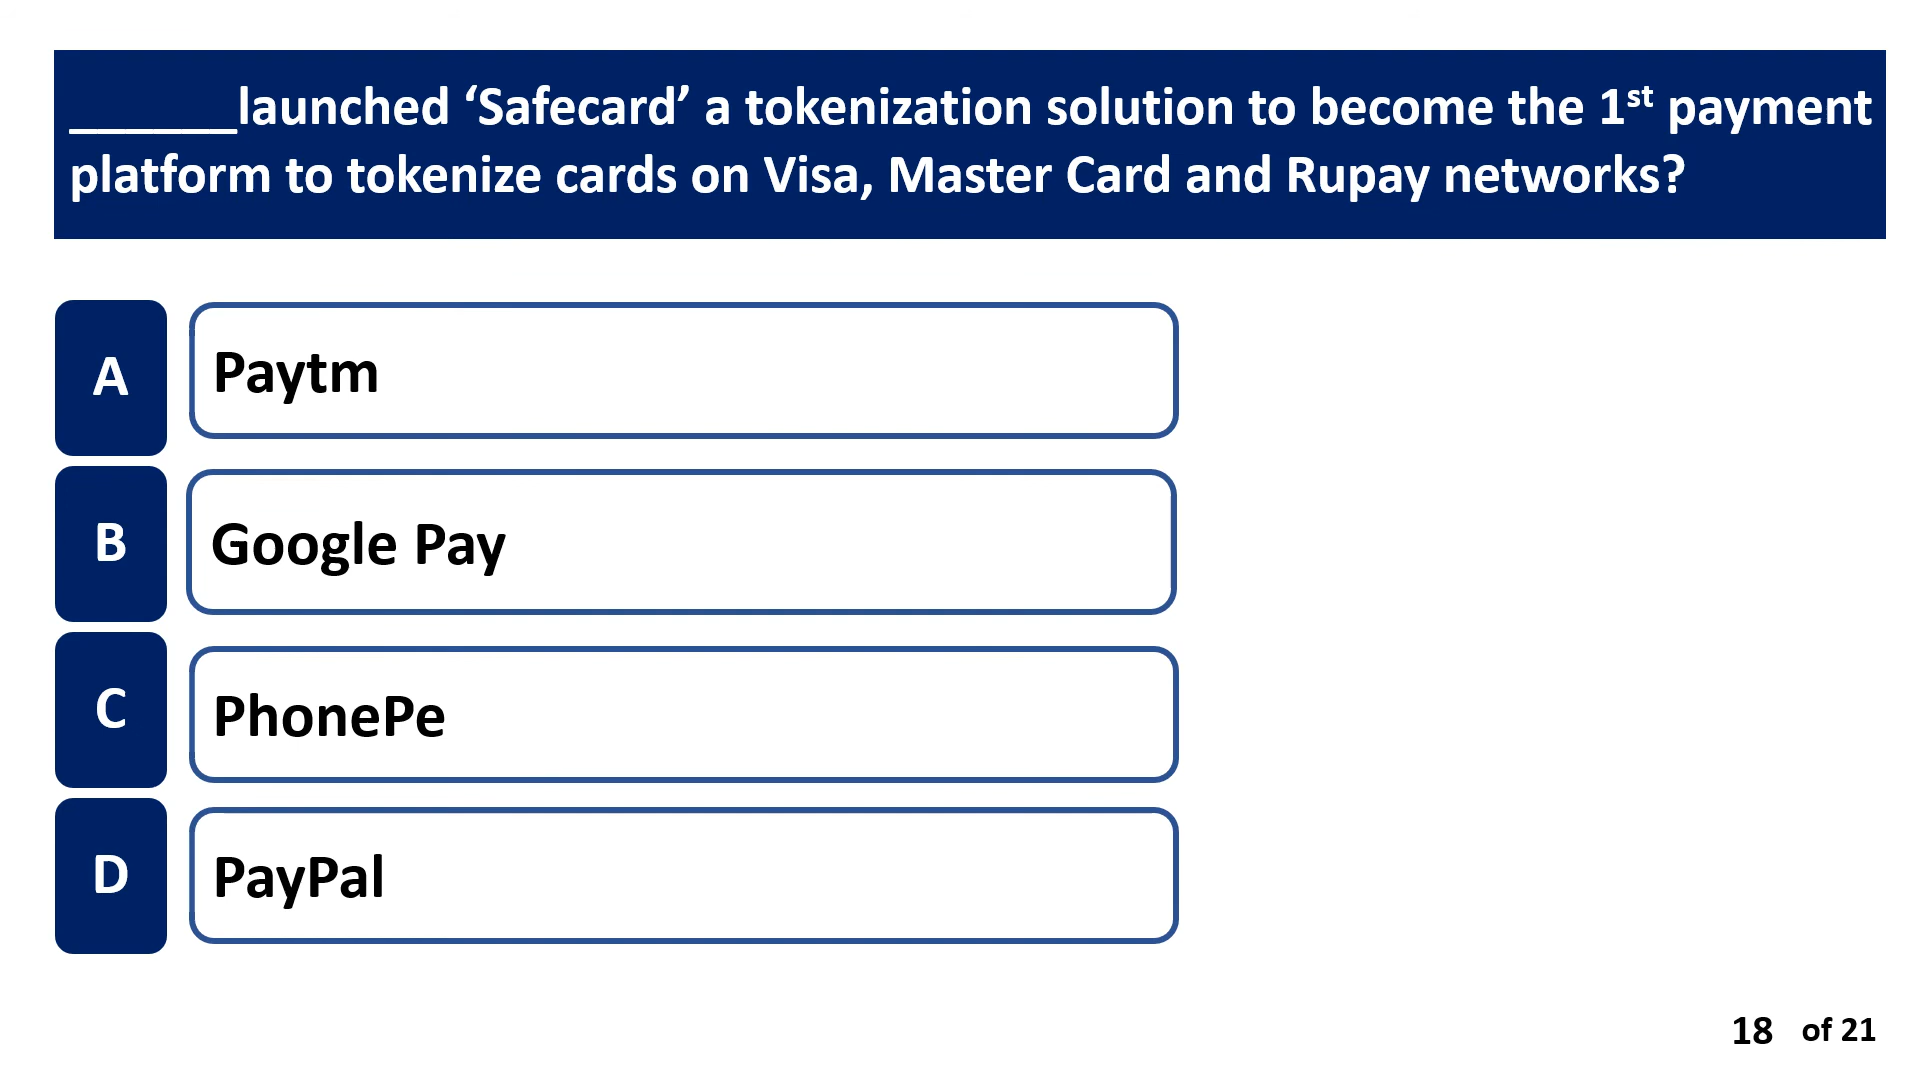 ______launched ‘Safecard’ a tokenization solution to become the 1st payment
platform to tokenize cards on Visa, Master Card and Rupay networks?
A
Paytm
B
Google Pay
C
PhonePe
D
PayPal
18 of 21